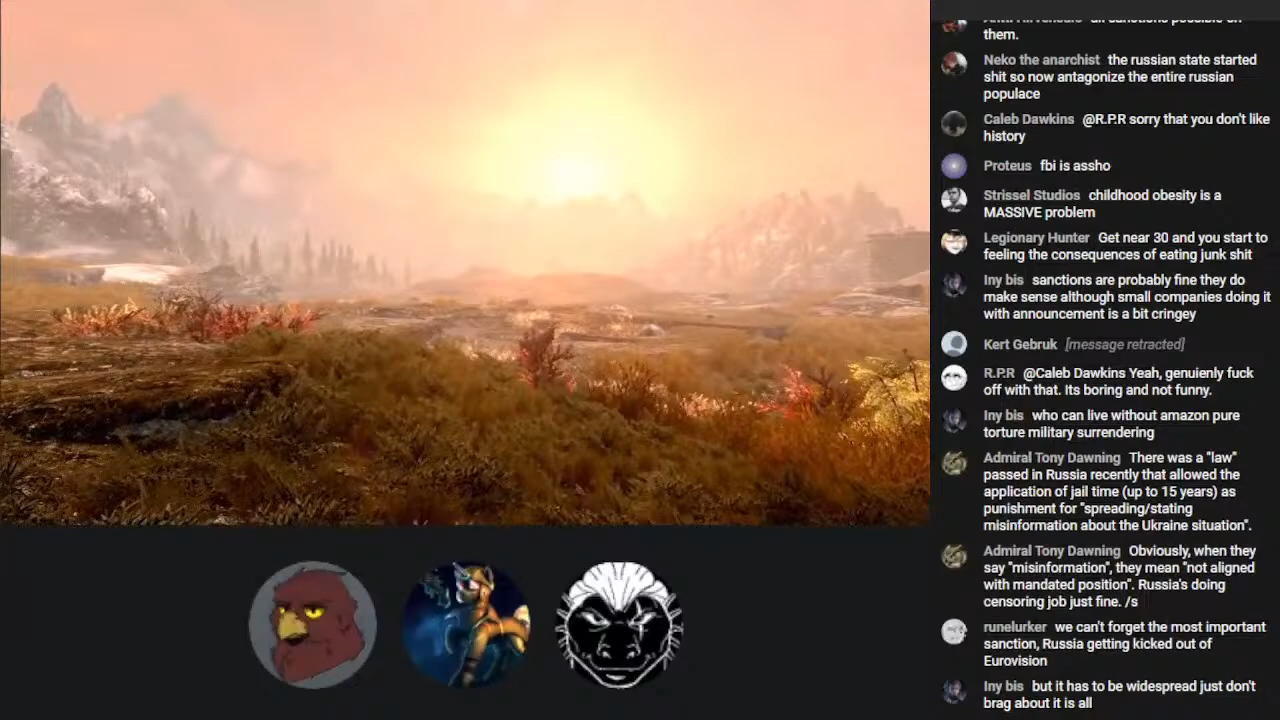 them.
Neko the anarchist the russian state started
shit so now antagonize the entire russian
populace
Caleb Dawkins @R.P.R sorry that you don't like
history
Proteus fbi is assho
Strissel Studios childhood obesity is a
MASSIVE problem
Legionary Hunter Get near 30 and you start to
feeling the consequences of eating junk shit
Iny bis sanctions are probably fine they do
make sense although small companies doing it
with announcement is a bit cringey
Kert Gebruk [message retracted]
R.P.R @Caleb Dawkins Yeah, genuienly fuck
off with that. Its boring and not funny.
Iny bis who can live without amazon pure
torture military surrendering
Admiral Tony Dawning There was a "law"
passed in Russia recently that allowed the
application of jail time (up to 15 years) as
punishment for "spreading/stating
misinformation about the Ukraine situation".
Admiral Tony Dawning Obviously, when they
say "misinformation", they mean "not aligned
with mandated position". Russia's doing
censoring job just fine. /s
runelurker we can't forget the most important
sanction, Russia getting kicked out of
Eurovision
Iny bis but it has to be widespread just don't
brag about it is all